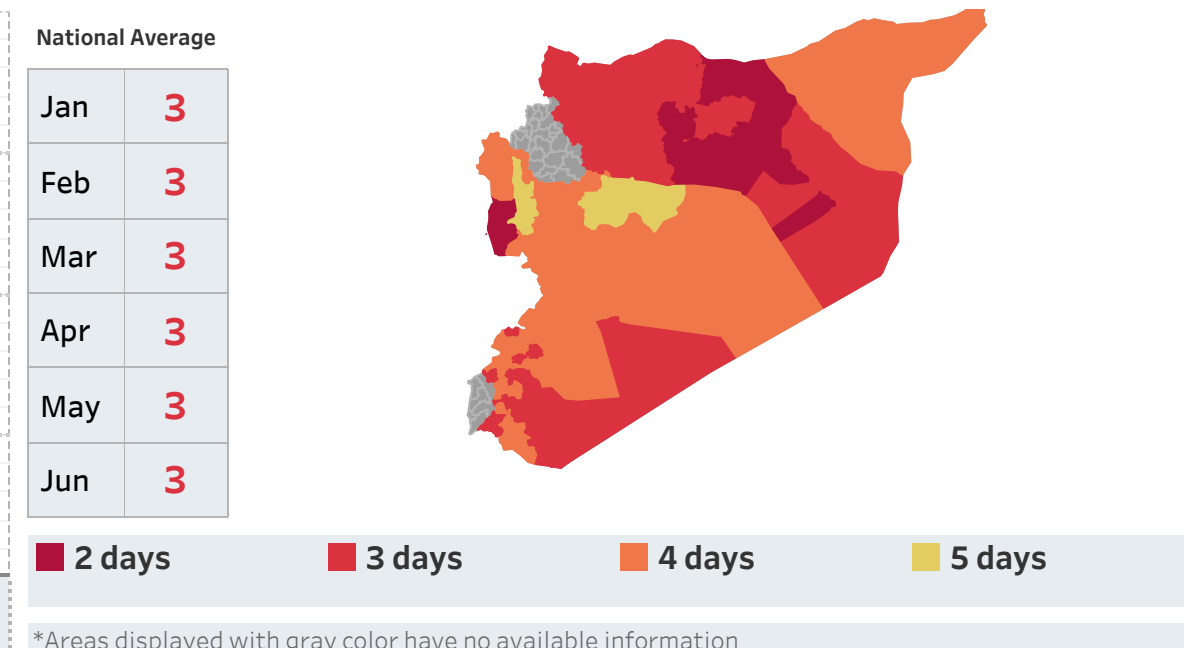 National Average
Jan 3
Feb 3
Mar 3
Apr 3
May 3
Jun 3
2 days 3 days 4 days 5 days
*Areas displayed with gray color have no available information